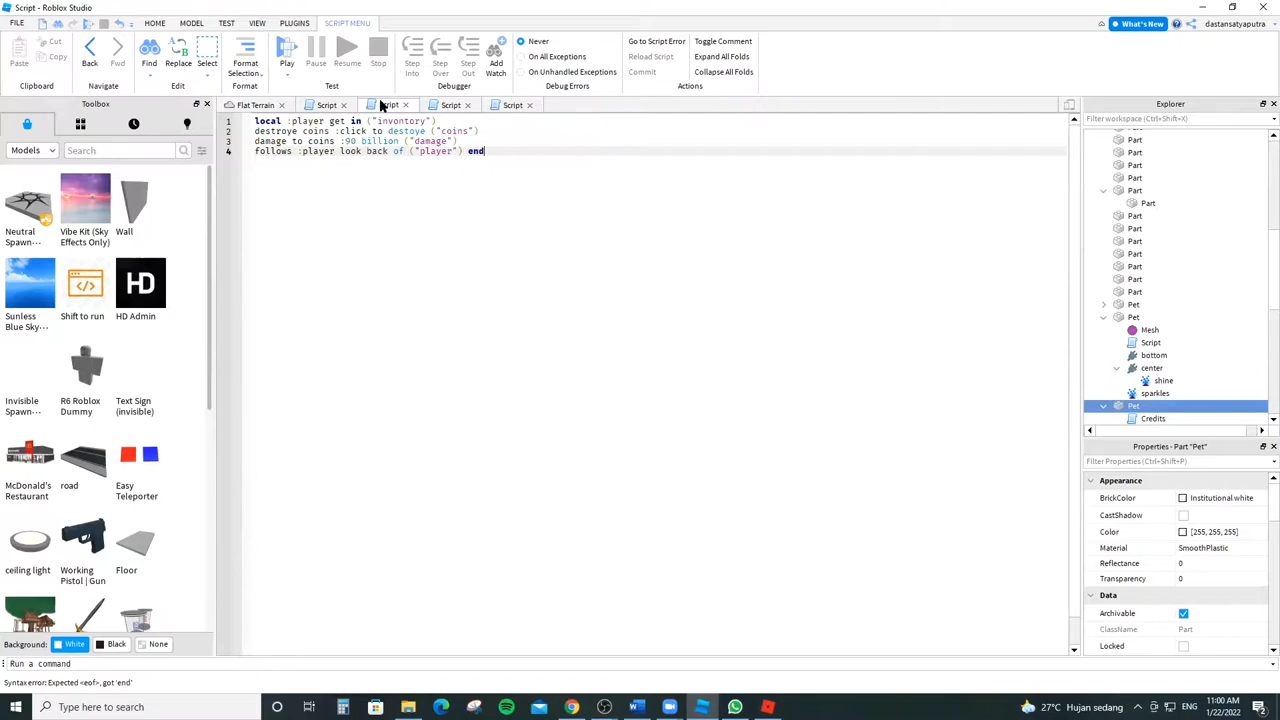 Script - Roblox Studio
FILE HOME MODEL TEST VIEW PLUGINS SCRIPT MENU What's New dastansatyaputra
Paste Cut Copy
Back Fwd
Find Replace Select
Format Selection...
Play Pause Resume Stop
Step Into Step Over Step Out Add Watch
Never
On All Exceptions
On Unhandled Exceptions
Go to Script Error Toggle Comment
Reload Script Expand All Folds
Commit Collapse All Folds
Clipboard Navigate Edit Format Test Debugger Debug Errors Actions
Toolbox
Flat Terrain Script Script Script Script
Explorer
Filter workspace (Ctrl+Shift+X)
Models Search
1 local :player get in ("invontory")
2 destroye coins :click to destoye ("coins")
3 damage to coins :90 billion ("damage")
4 follows :player look back of ("player") end
Neutral Spawn...
Vibe Kit (Sky Effects Only)
Wall
Sunless Blue Sky...
Shift to run
HD Admin
Invisible Spawn...
R6 Roblox Dummy
Text Sign (invisible)
McDonald's Restaurant
road
Easy Teleporter
ceiling light
Working Pistol | Gun
Floor
Background: White Black None
Part
Part
Part
Part
Part
Part
Part
Part
Part
Part
Part
Part
Part
Part
Pet
Pet
Mesh
Script
bottom
center
shine
sparkles
Pet
Credits
Properties - Part "Pet"
Filter Properties (Ctrl+Shift+P)
Appearance
BrickColor Institutional white
CastShadow
Color [255, 255, 255]
Material SmoothPlastic
Reflectance 0
Transparency 0
Data
Archivable
ClassName Part
Locked
Run a command
Syntax error: Expected <eof>, got 'end'
Type here to search
27°C Hujan sedang
11:00 AM
1/22/2022